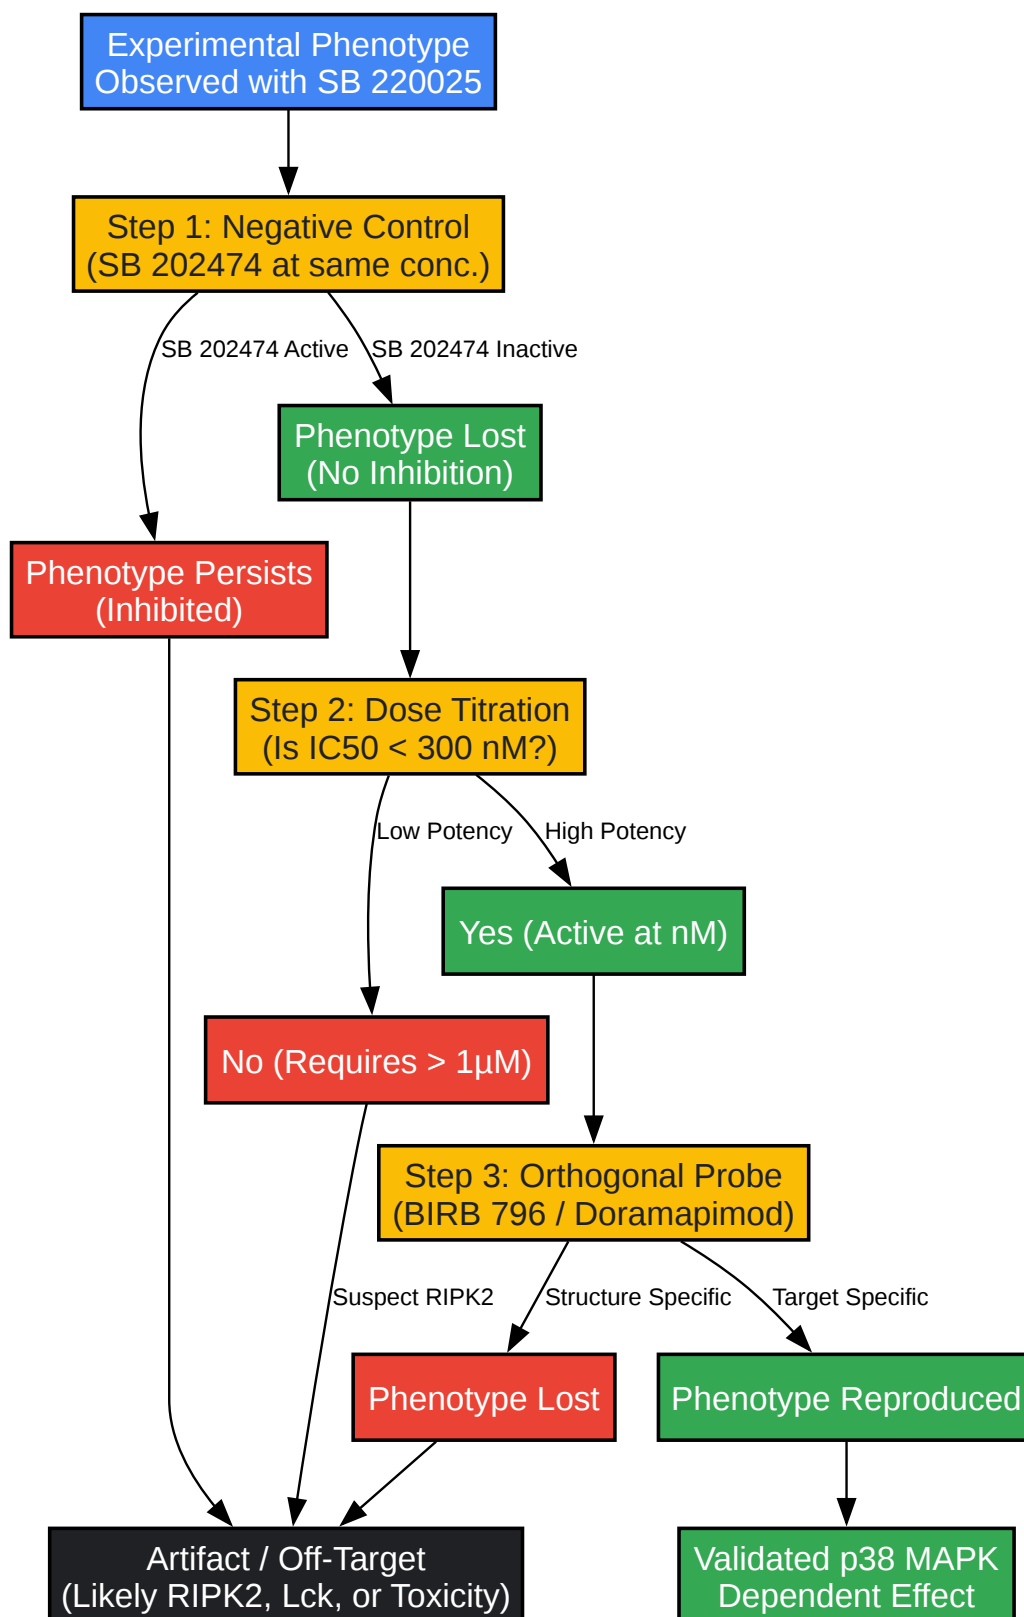 Experimental Phenotype
Observed with SB 220025
Step 1: Negative Control
(SB 202474 at same conc.)
SB 202474 Active
SB 202474 Inactive
Phenotype Lost
(No Inhibition)
Phenotype Persists
(Inhibited)
Step 2: Dose Titration
(Is IC50 < 300 nM?)
Low Potency
High Potency
Yes (Active at nM)
No (Requires > 1µM)
Step 3: Orthogonal Probe
(BIRB 796 / Doramapimod)
Suspect RIPK2
Structure Specific
Target Specific
Phenotype Lost
Phenotype Reproduced
Artifact / Off-Target
(Likely RIPK2, Lck, or Toxicity)
Validated p38 MAPK
Dependent Effect